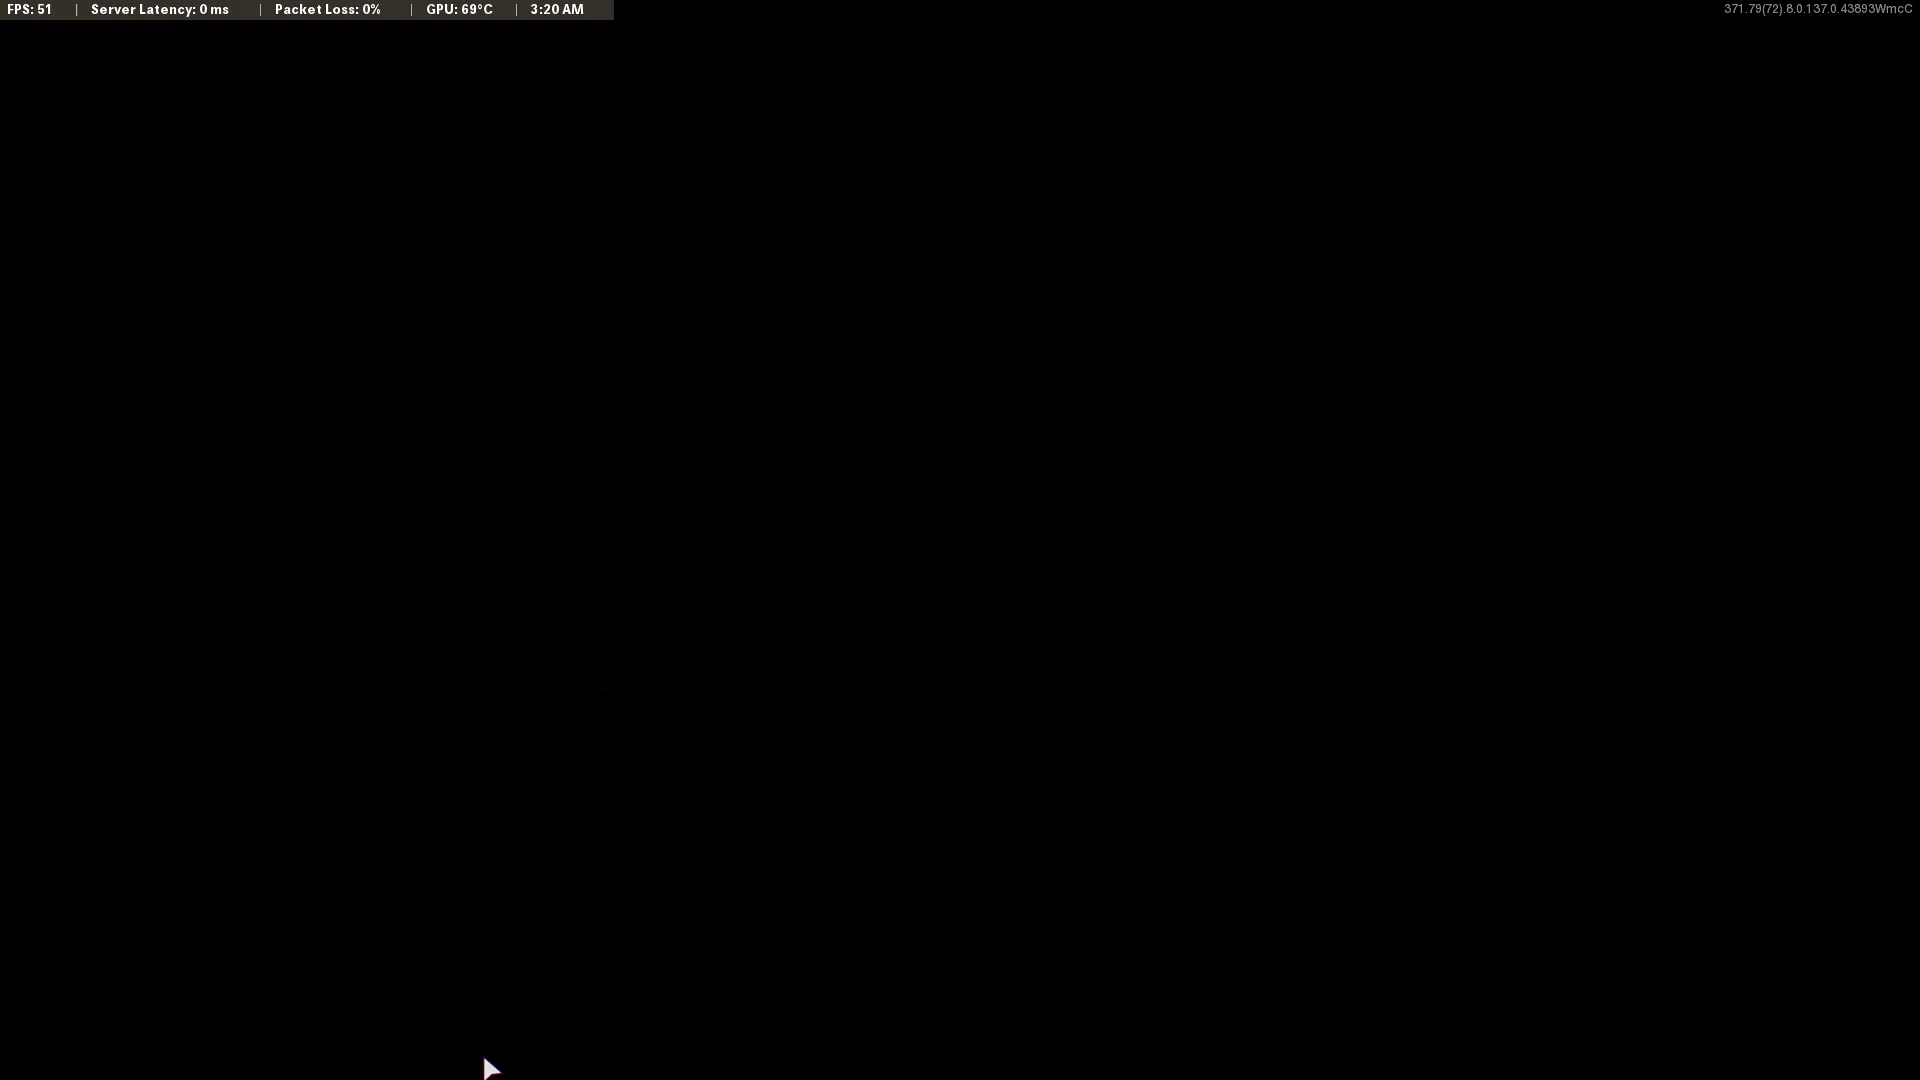 FPS: 51 | Server Latency: 0 ms | Packet Loss: 0% | GPU: 69°C | 3:20 AM
371.79(72).8.0.137.0.43893WmcC